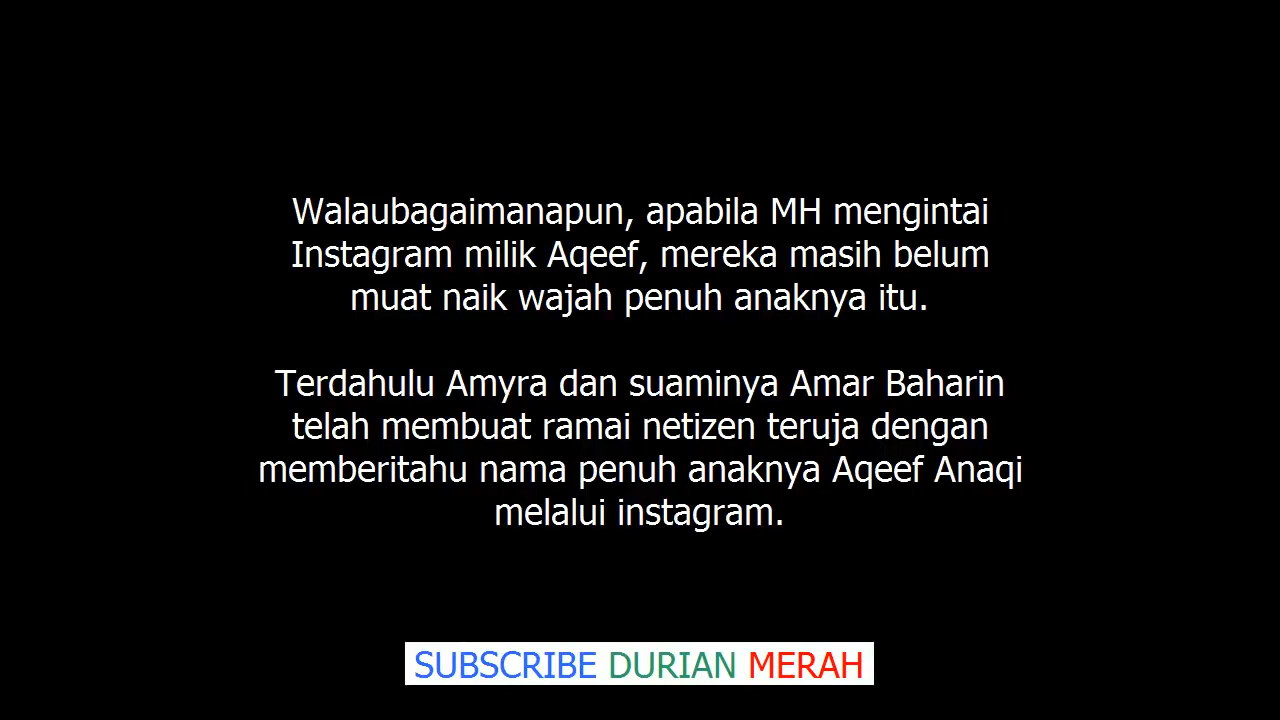 Walaubagaimanapun, apabila MH mengintai
Instagram milik Aqeef, mereka masih belum
muat naik wajah penuh anaknya itu.
Terdahulu Amyra dan suaminya Amar Baharin
telah membuat ramai netizen teruja dengan
memberitahu nama penuh anaknya Aqeef Anaqi
melalui instagram.
SUBSCRIBE DURIAN MERAH